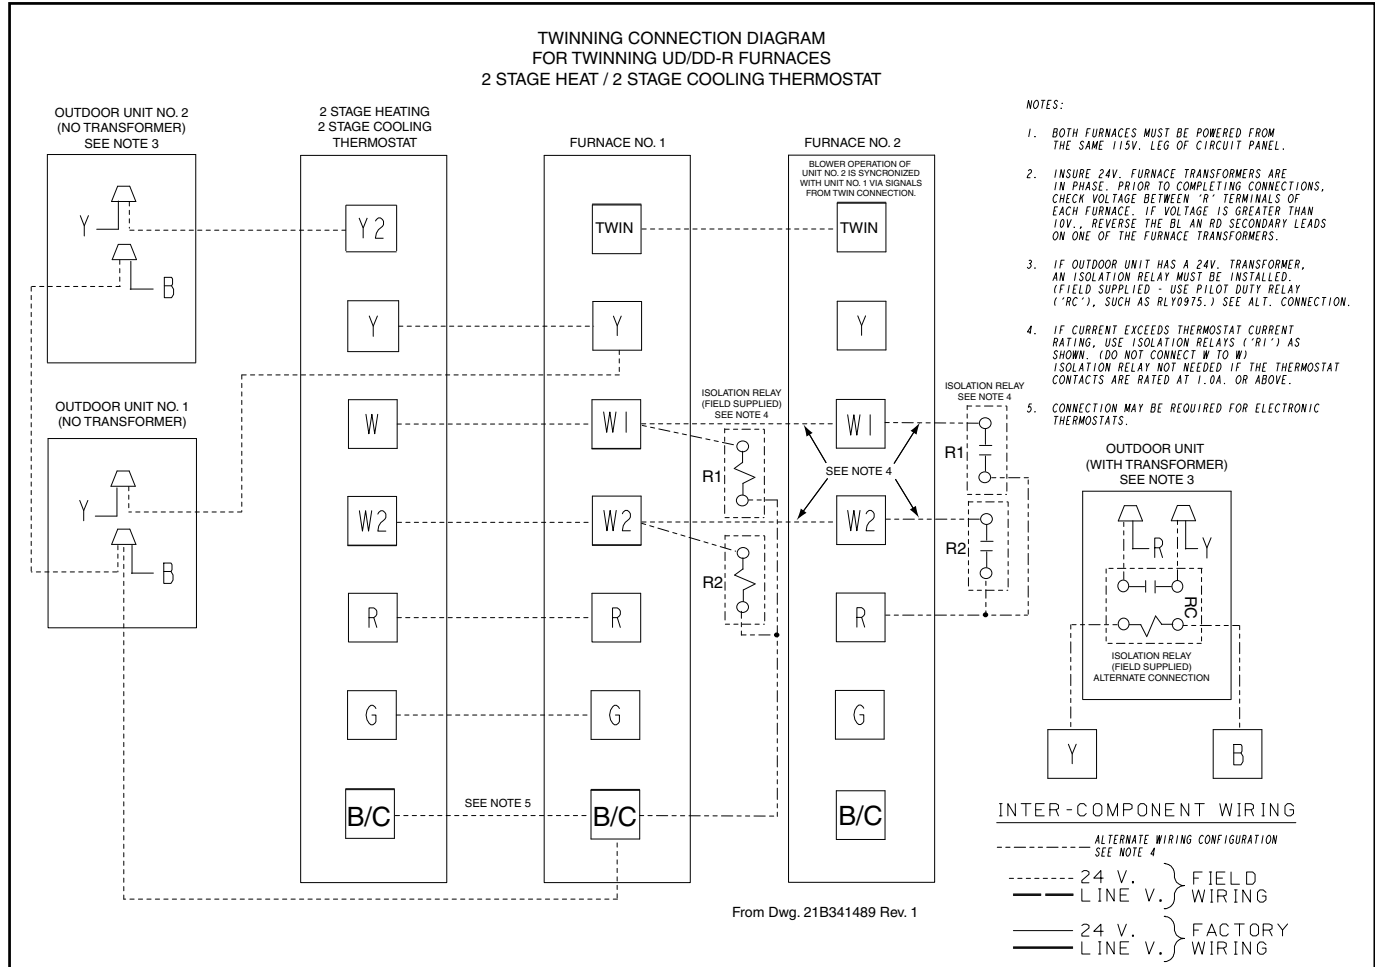 TWINNING CONNECTION DIAGRAM
FOR TWINNING UD/DD-R FURNACES
2 STAGE HEAT / 2 STAGE COOLING THERMOSTAT
OUTDOOR UNIT NO. 2
(NO TRANSFORMER)
SEE NOTE 3
Y
B
OUTDOOR UNIT NO. 1
(NO TRANSFORMER)
Y
B
2 STAGE HEATING
2 STAGE COOLING
THERMOSTAT
Y2
Y
W
W2
R
G
B/C
SEE NOTE 5
FURNACE NO. 1
TWIN
Y
W1
W2
R
G
B/C
ISOLATION RELAY
(FIELD SUPPLIED)
SEE NOTE 4
R1
R2
FURNACE NO. 2
BLOWER OPERATION OF
UNIT NO. 2 IS SYNCRONIZED
WITH UNIT NO. 1 VIA SIGNALS
FROM TWIN CONNECTION.
TWIN
Y
W1
SEE NOTE 4
W2
R
G
B/C
ISOLATION RELAY
SEE NOTE 4
R1
R2
NOTES:
1. BOTH FURNACES MUST BE POWERED FROM
THE SAME 115V. LEG OF CIRCUIT PANEL.
2. INSURE 24V. FURNACE TRANSFORMERS ARE
IN PHASE. PRIOR TO COMPLETING CONNECTIONS,
CHECK VOLTAGE BETWEEN 'R' TERMINALS OF
EACH FURNACE. IF VOLTAGE IS GREATER THAN
10V., REVERSE THE BL AN RD SECONDARY LEADS
ON ONE OF THE FURNACE TRANSFORMERS.
3. IF OUTDOOR UNIT HAS A 24V. TRANSFORMER,
AN ISOLATION RELAY MUST BE INSTALLED.
(FIELD SUPPLIED - USE PILOT DUTY RELAY
('RC'), SUCH AS RLY0975.) SEE ALT. CONNECTION.
4. IF CURRENT EXCEEDS THERMOSTAT CURRENT
RATING, USE ISOLATION RELAYS ('R1') AS
SHOWN. (DO NOT CONNECT W TO W)
ISOLATION RELAY NOT NEEDED IF THE THERMOSTAT
CONTACTS ARE RATED AT 1.0A. OR ABOVE.
5. CONNECTION MAY BE REQUIRED FOR ELECTRONIC
THERMOSTATS.
OUTDOOR UNIT
(WITH TRANSFORMER)
SEE NOTE 3
R
Y
RC
ISOLATION RELAY
(FIELD SUPPLIED)
ALTERNATE CONNECTION
Y
B
INTER-COMPONENT WIRING
ALTERNATE WIRING CONFIGURATION
SEE NOTE 4
24 V.
LINE V.
FIELD
WIRING
24 V.
LINE V.
FACTORY
WIRING
From Dwg. 21B341489 Rev. 1